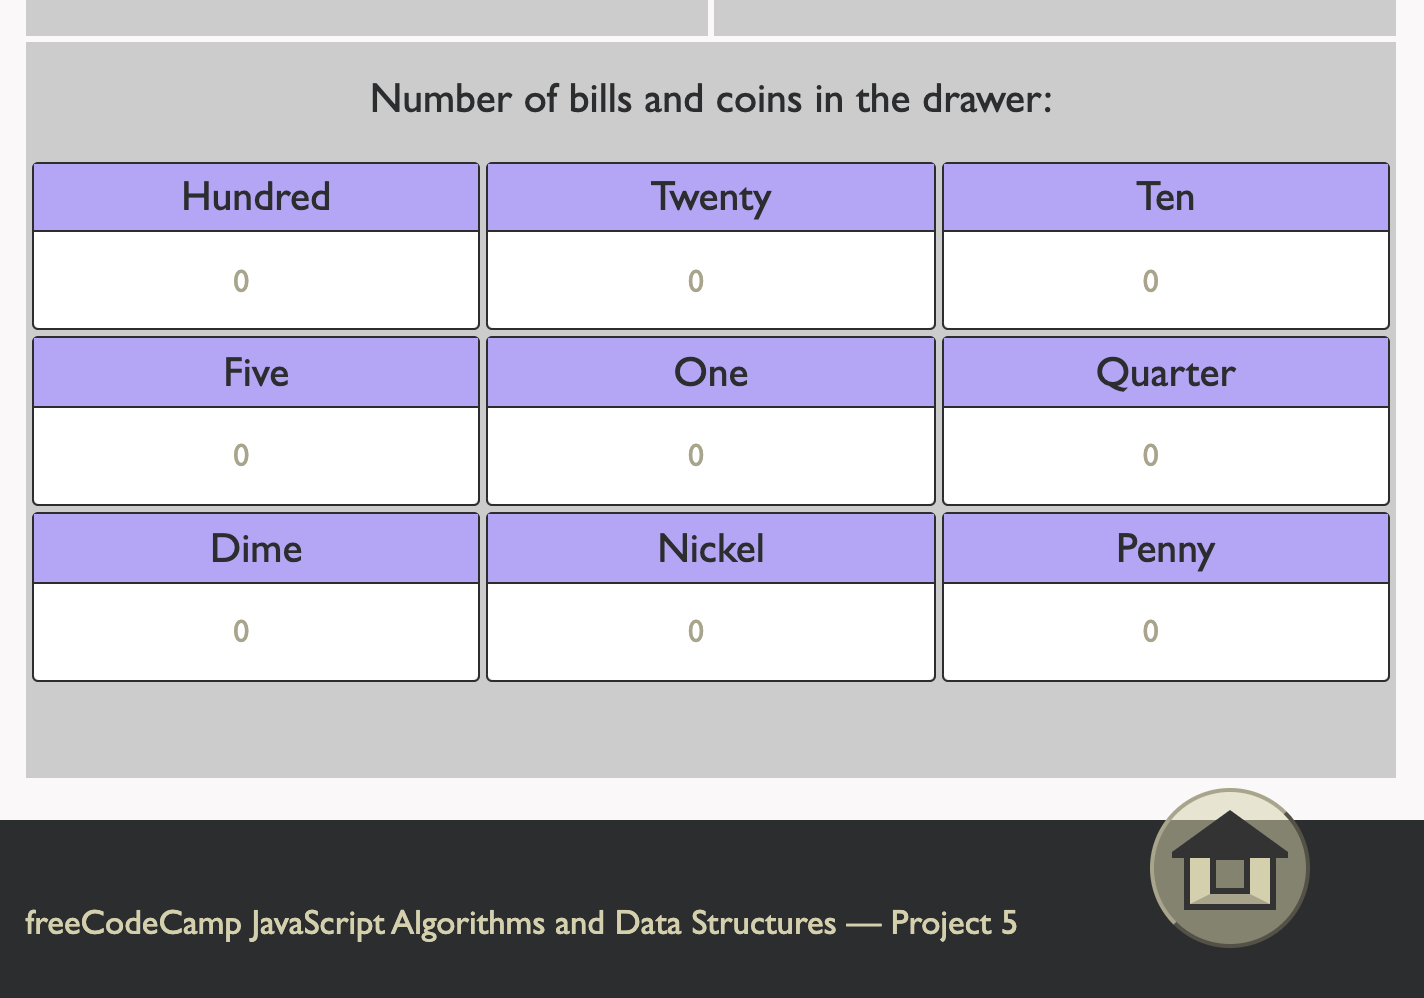 Number of bills and coins in the drawer:
Hundred Twenty Ten
0 0 0
Five One Quarter
0 0 0
Dime Nickel Penny
0 0 0
freeCodeCamp JavaScript Algorithms and Data Structures — Project 5